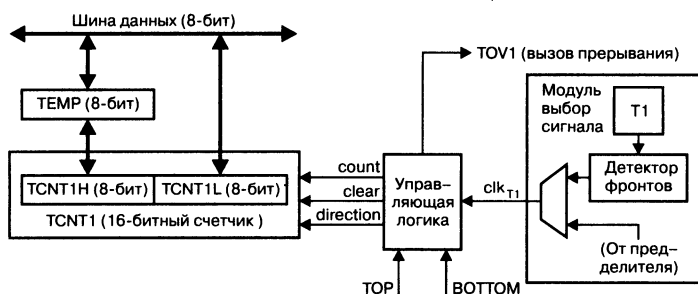 Шина данных (8-бит)
TOV1 (вызов прерывания)
TEMP (8-бит)
Модуль
выбор
сигнала
T1
Детектор
фронтов
TCNT1H (8-бит)
TCNT1L (8-бит)
TCNT1 (16-битный счетчик)
count
clear
direction
Управ-
ляющая
логика
clkT1
(От пред-
делителя)
TOP
BOTTOM